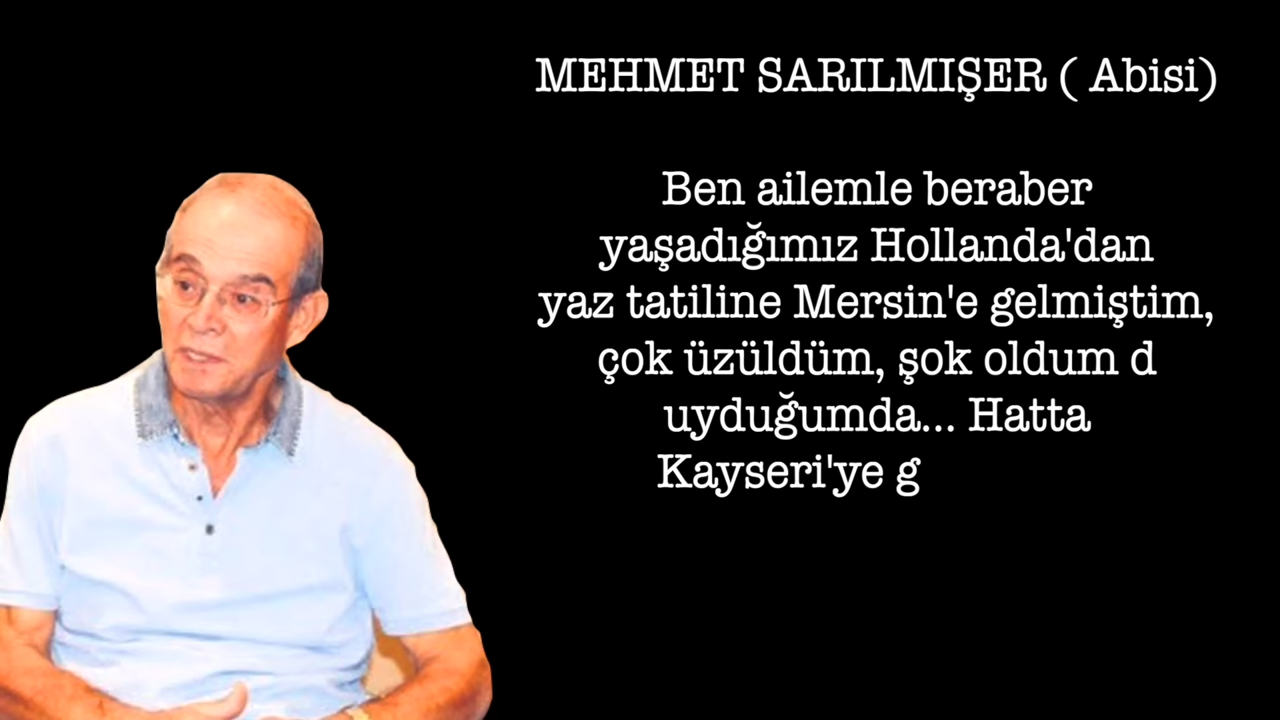 MEHMET SARILMIŞER ( Abisi)
Ben ailemle beraber
yaşadığımız Hollanda'dan
yaz tatiline Mersin'e gelmiştim,
çok üzüldüm, şok oldum d
uyduğumda... Hatta
Kayseri'ye g